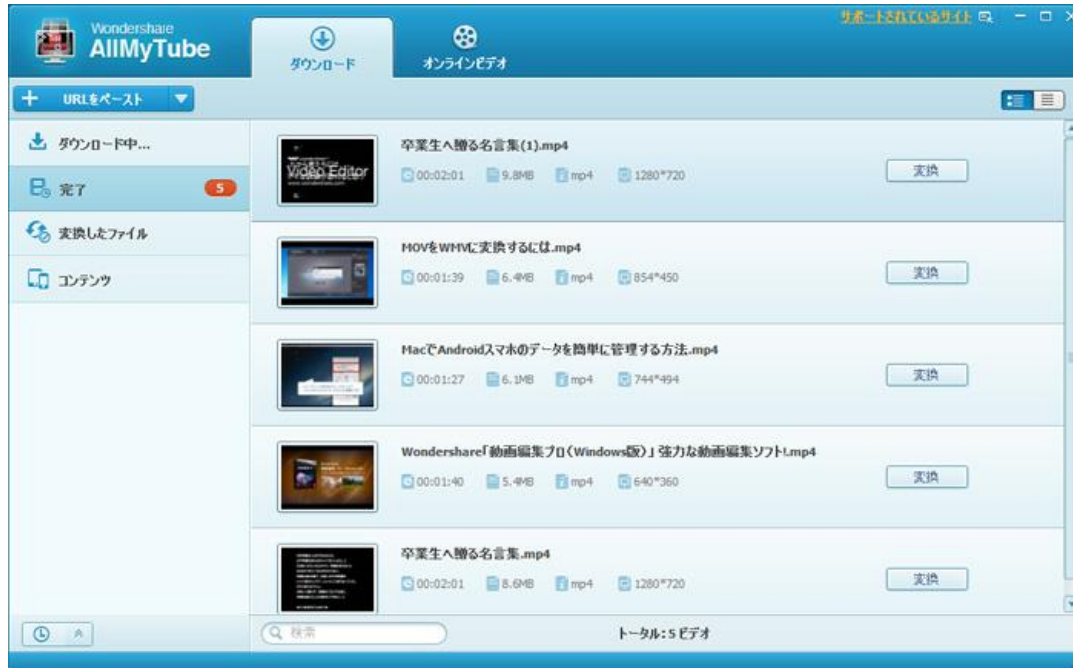 Wondershare
AllMyTube
ダウンロード
オンラインビデオ
サポートされているサイト
URLをペースト
ダウンロード中...
完了
5
変換したファイル
コンテンツ
卒業生へ贈る名言集(1).mp4
00:02:01 9.8MB mp4 1280*720
変換
Video Editor
MOVをWMVに変換するには.mp4
00:01:39 6.4MB mp4 854*450
変換
MacでAndroidスマホのデータを簡単に管理する方法.mp4
00:01:27 6.1MB mp4 744*494
変換
Wondershare「動画編集プロ(Windows版)」強力な動画編集ソフト!.mp4
00:01:40 5.4MB mp4 640*360
変換
卒業生へ贈る名言集.mp4
00:02:01 8.6MB mp4 1280*720
変換
検索
トータル:5 ビデオ